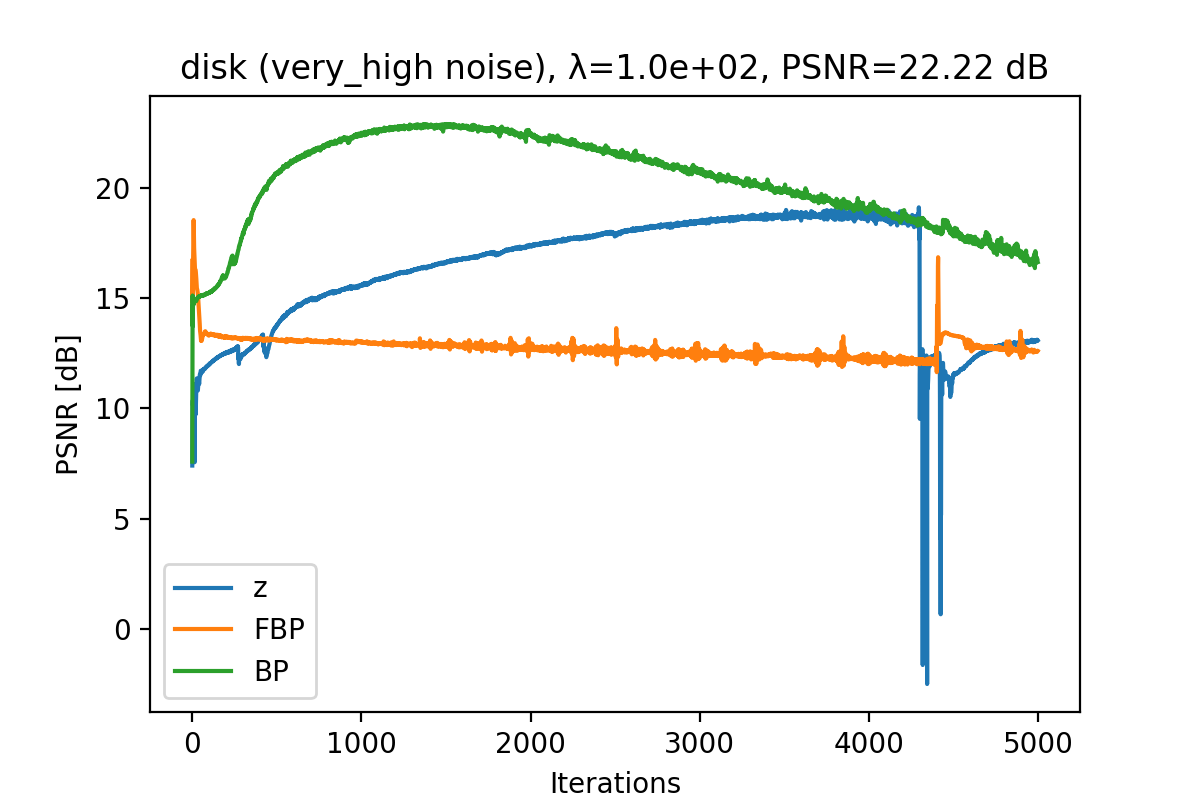 disk (very_high noise), λ=1.0e+02, PSNR=22.22 dB
PSNR [dB]
20
15
10
5
0
z
FBP
BP
0 1000 2000 3000 4000 5000
Iterations